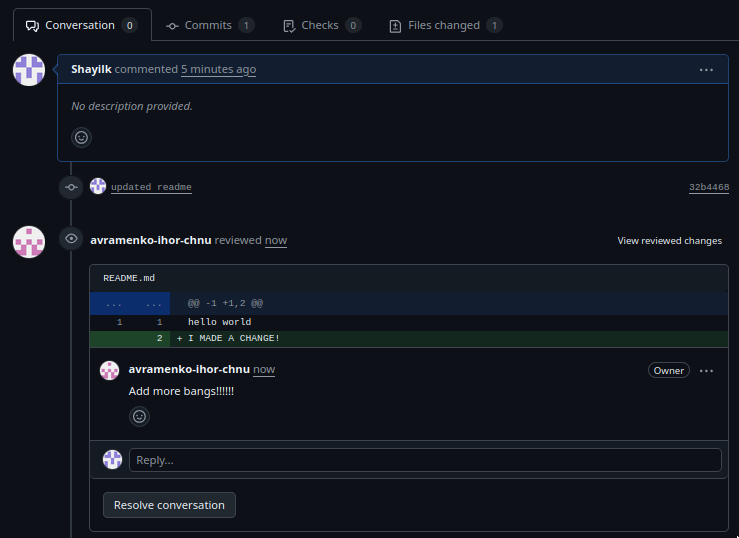 Conversation 0 Commits 1 Checks 0 Files changed 1
Shayilk commented 5 minutes ago
No description provided.
updated readme 32b4468
avramenko-ihor-chnu reviewed now View reviewed changes
README.md
... ... @@ -1 +1,2 @@
1 1 hello world
2 + I MADE A CHANGE!
avramenko-ihor-chnu now Owner
Add more bangs!!!!!!
Reply...
Resolve conversation